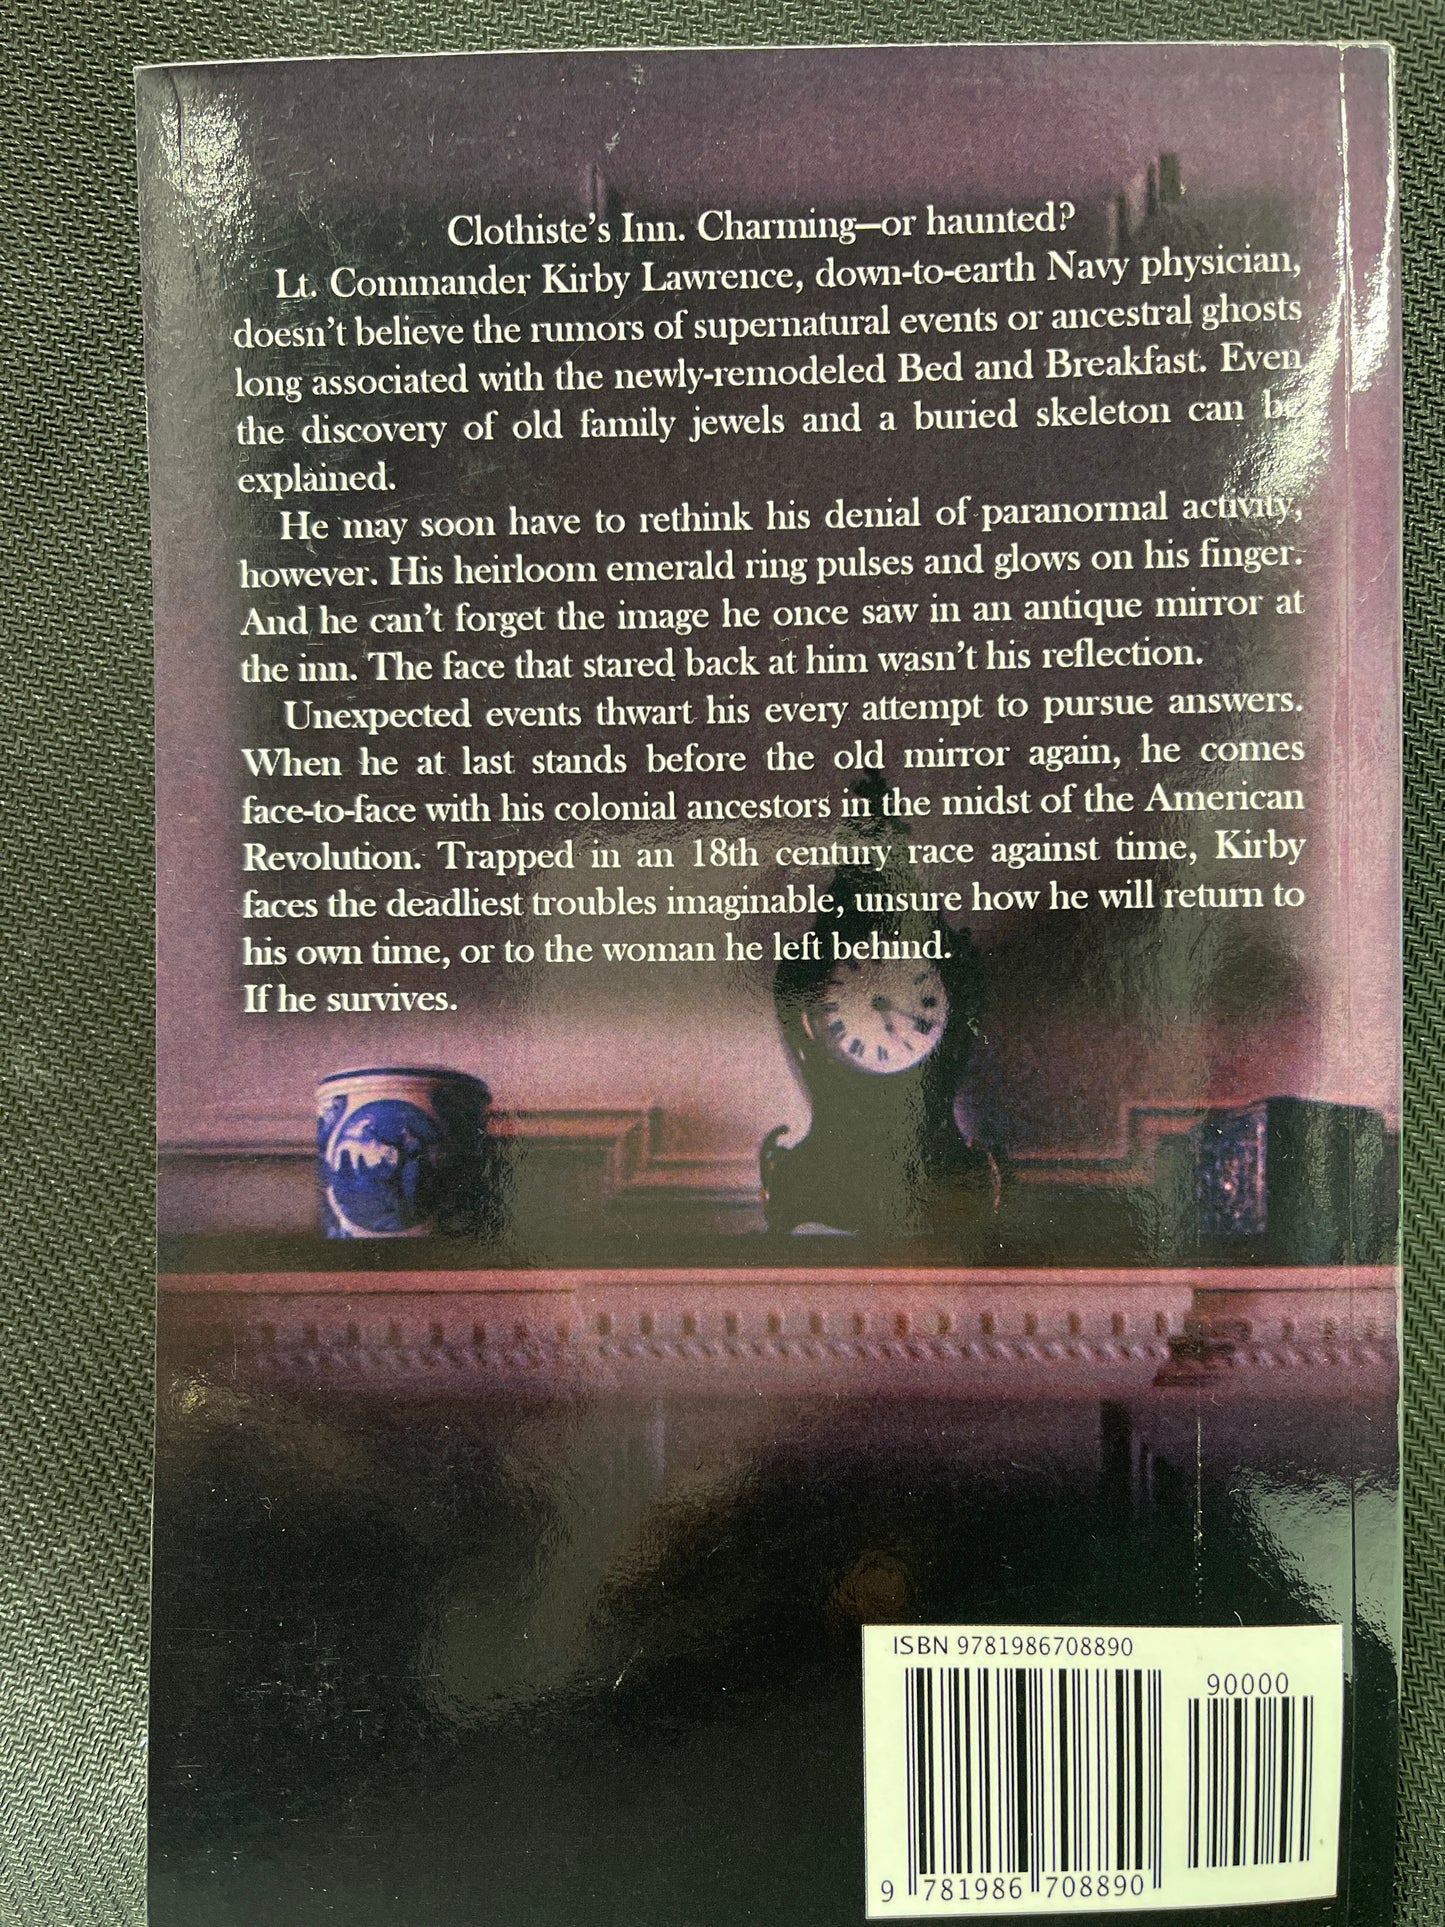 Clothiste's Inn. Charming—or haunted?
Lt. Commander Kirby Lawrence, down-to-earth Navy physician,
doesn't believe the rumors of supernatural events or ancestral ghosts
long associated with the newly-remodeled Bed and Breakfast. Even
the discovery of old family jewels and a buried skeleton can be
explained.
He may soon have to rethink his denial of paranormal activity,
however. His heirloom emerald ring pulses and glows on his finger.
And he can't forget the image he once saw in an antique mirror at
the inn. The face that stared back at him wasn't his reflection.
Unexpected events thwart his every attempt to pursue answers.
When he at last stands before the old mirror again, he comes
face-to-face with his colonial ancestors in the midst of the American
Revolution. Trapped in an 18th century race against time, Kirby
faces the deadliest troubles imaginable, unsure how he will return to
his own time, or to the woman he left behind.
If he survives.
ISBN 9781986708890
90000
9 781986 708890